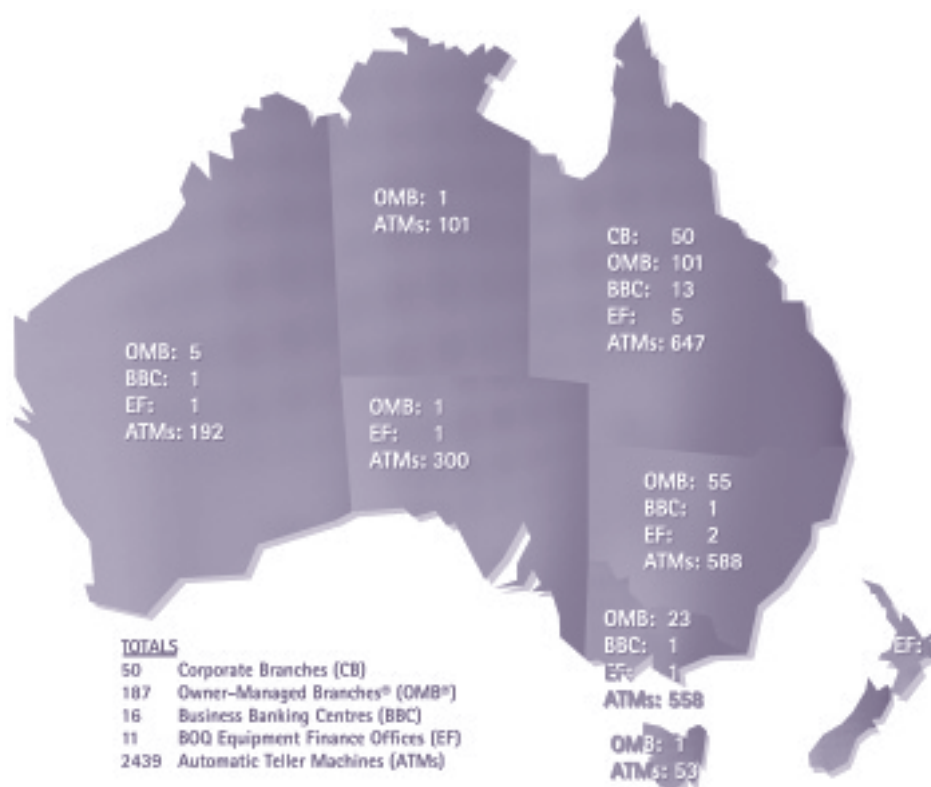 OMB: 1
ATMs: 101
CB: 50
OMB: 101
BBC: 13
EF: 5
ATMs: 647
OMB: 5
BBC: 1
EF: 1
ATMs: 192
OMB: 1
EF: 1
ATMs: 300
OMB: 55
BBC: 1
EF: 2
ATMs: 588
OMB: 23
BBC: 1
EF: 1
ATMs: 558
EF:
OMB: 1
ATMs: 53
TOTALS
50 Corporate Branches (CB)
187 Owner-Managed Branches® (OMB®)
16 Business Banking Centres (BBC)
11 BOQ Equipment Finance Offices (EF)
2439 Automatic Teller Machines (ATMs)